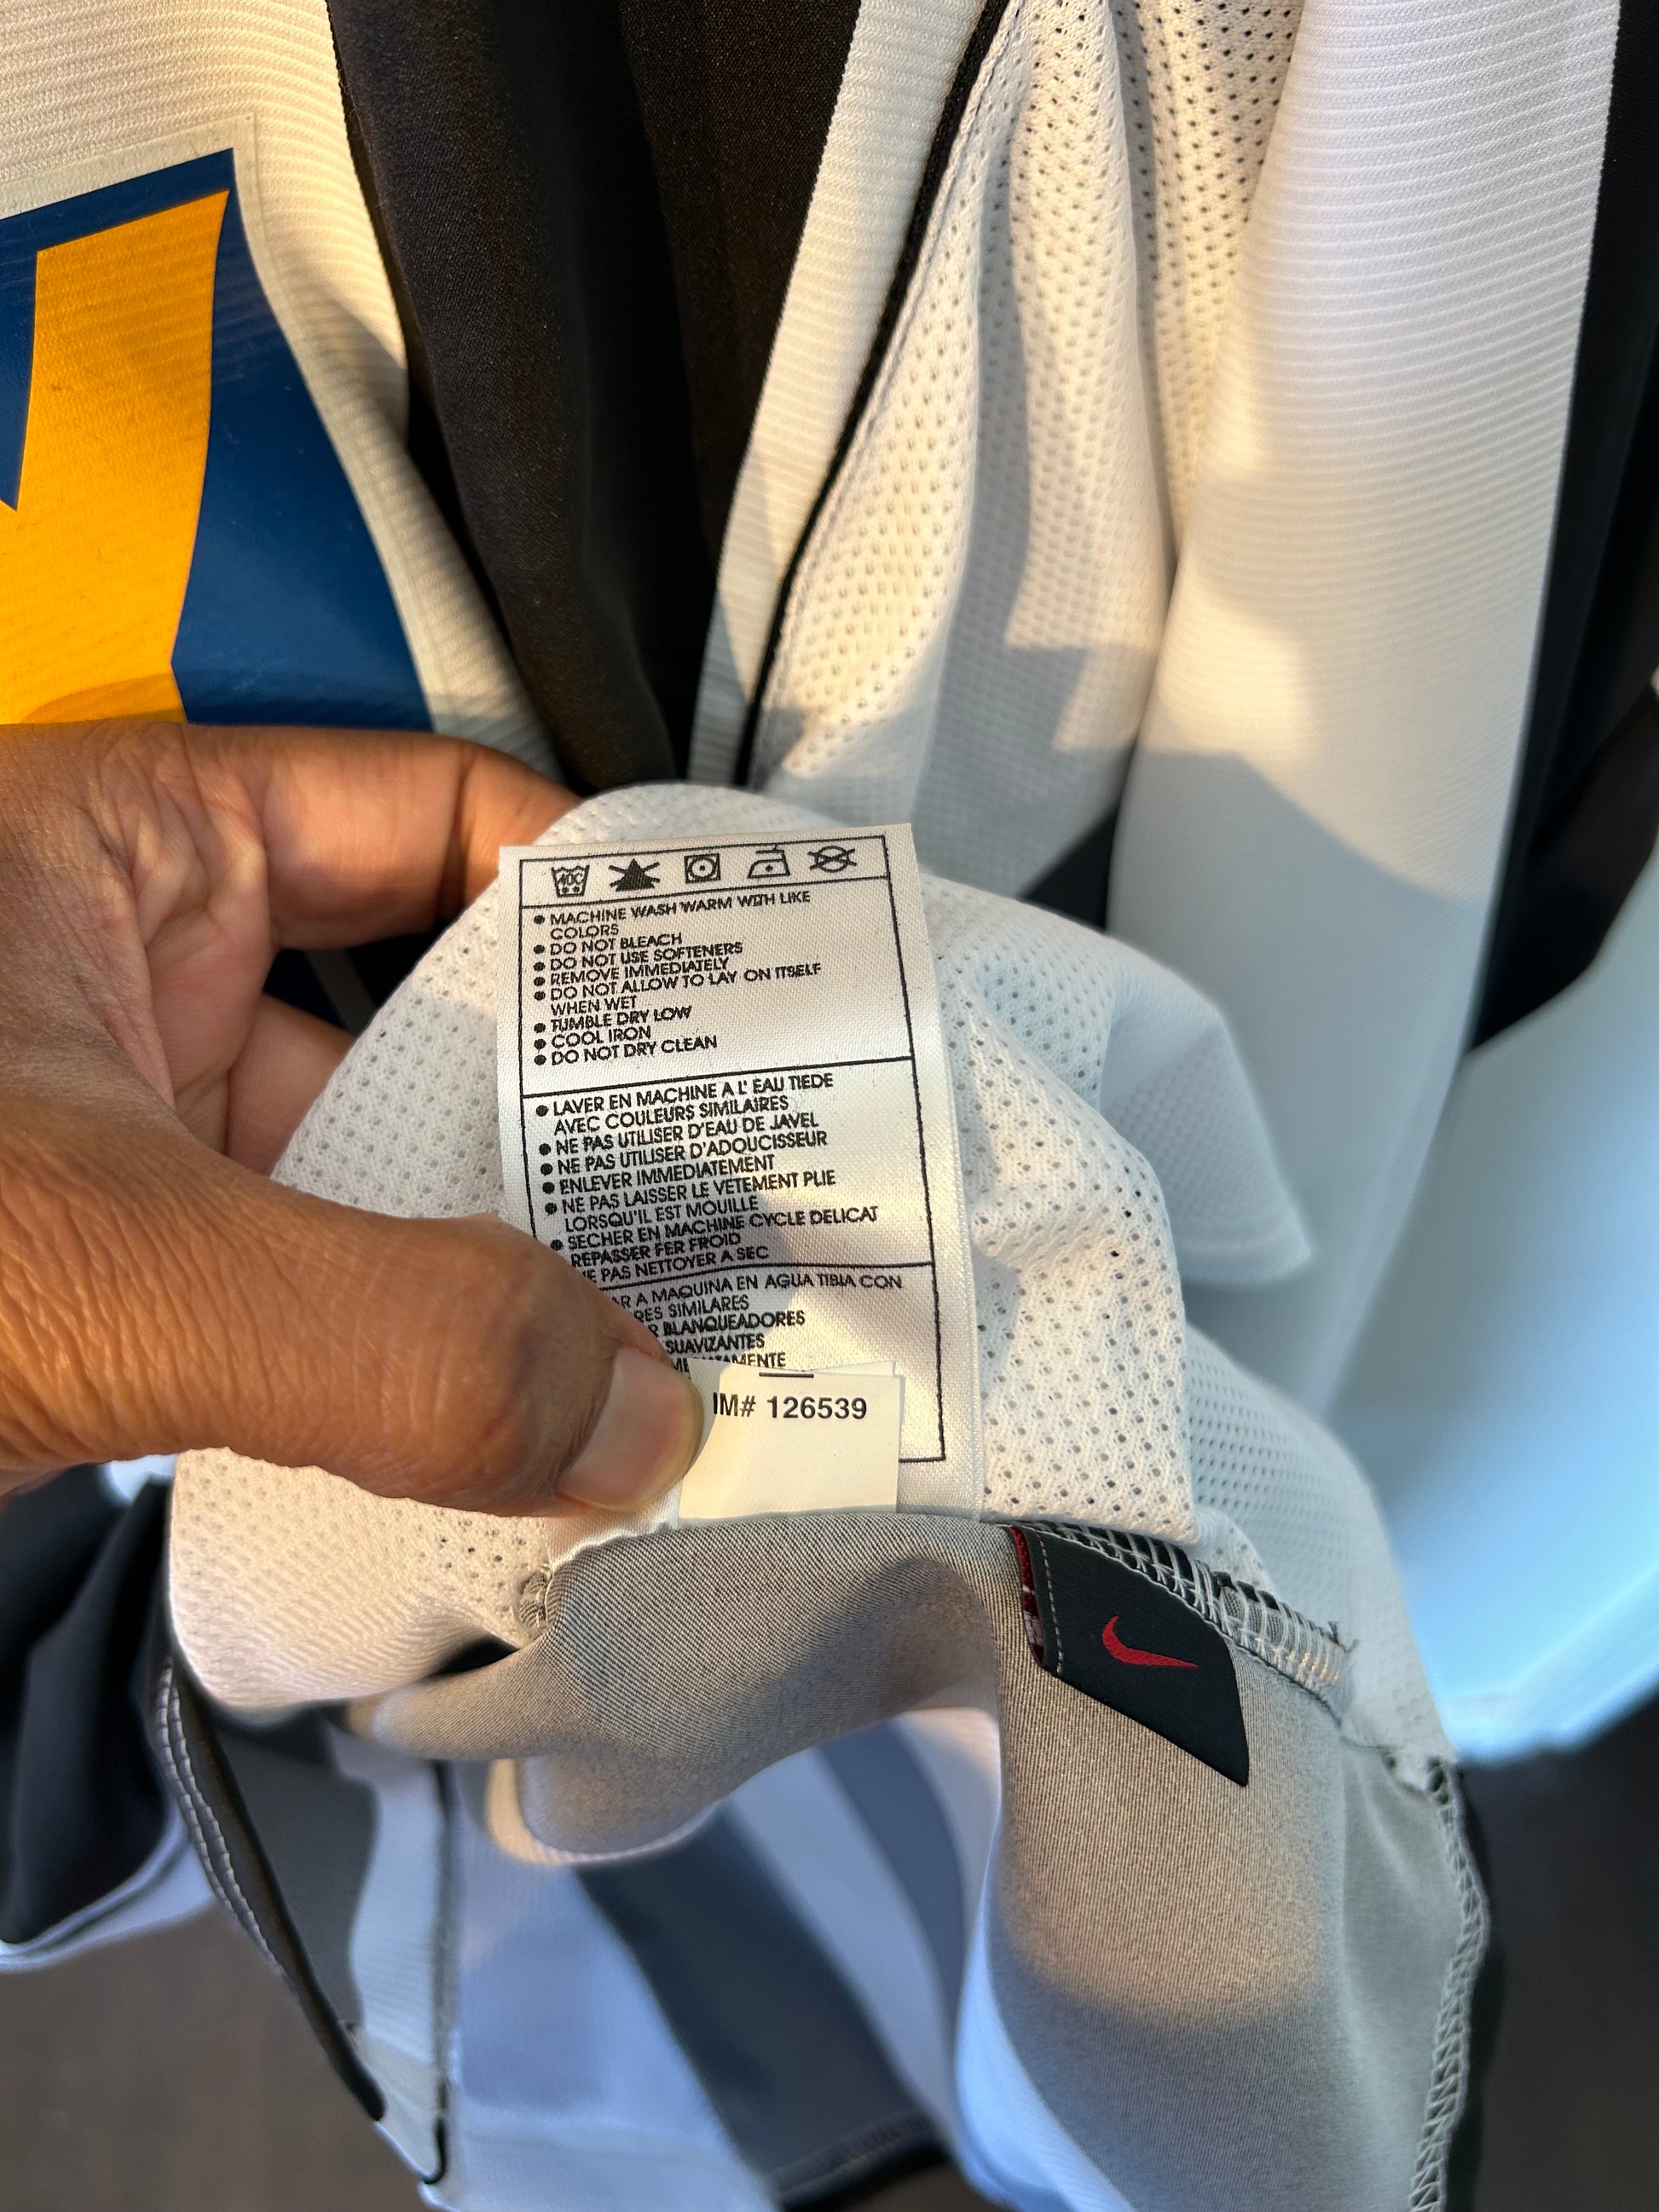 40C
● MACHINE WASH WARM WITH LIKE
COLORS
● DO NOT BLEACH
● DO NOT USE SOFTENERS
● REMOVE IMMEDIATELY
● DO NOT ALLOW TO LAY ON ITSELF
WHEN WET
● TUMBLE DRY LOW
● COOL IRON
● DO NOT DRY CLEAN
● LAVER EN MACHINE A L' EAU TIEDE
AVEC COULEURS SIMILAIRES
● NE PAS UTILISER D'EAU DE JAVEL
● NE PAS UTILISER D'ADOUCISSEUR
● ENLEVER IMMEDIATEMENT
● NE PAS LAISSER LE VETEMENT PLIE
LORSQU'IL EST MOUILLE
● SECHER EN MACHINE CYCLE DELICAT
REPASSER FER FROID
PAS NETTOYER A SEC
A MAQUINA EN AGUA TIBIA CON
SIMILARES
BLANQUEADORES
SUAVIZANTES
IM# 126539